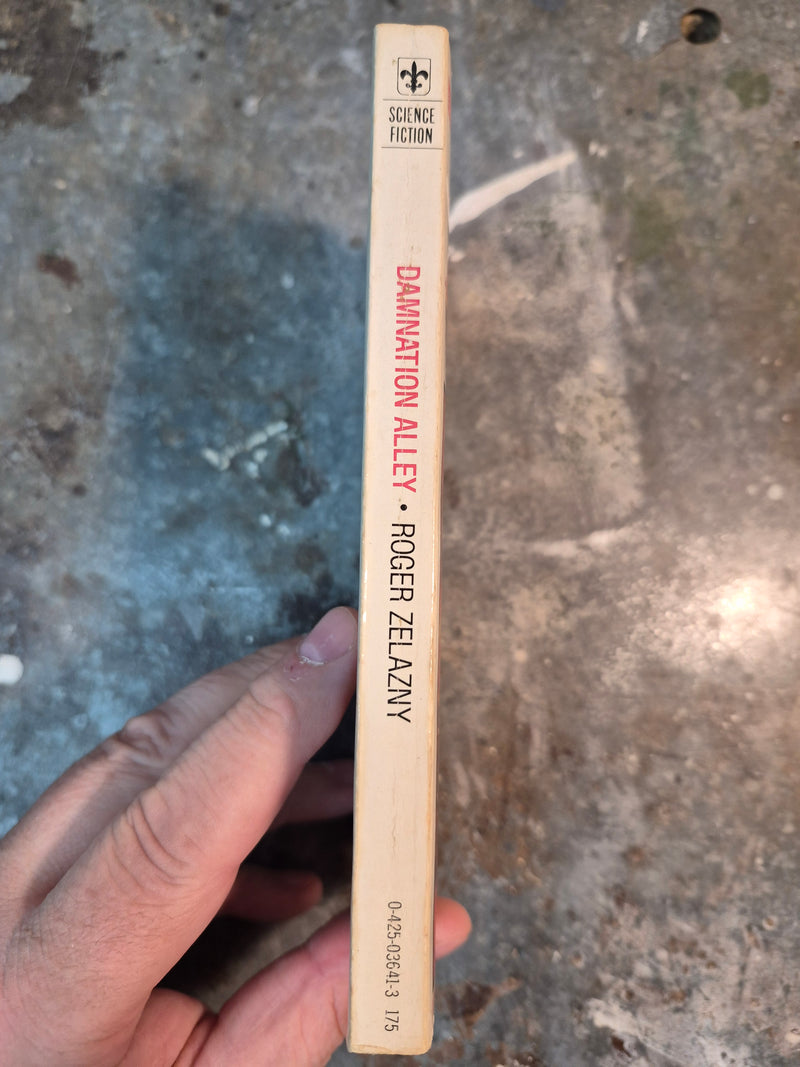 SCIENCE
FICTION
DAMNATION ALLEY • ROGER ZELAZNY
0-425-03641-3 175